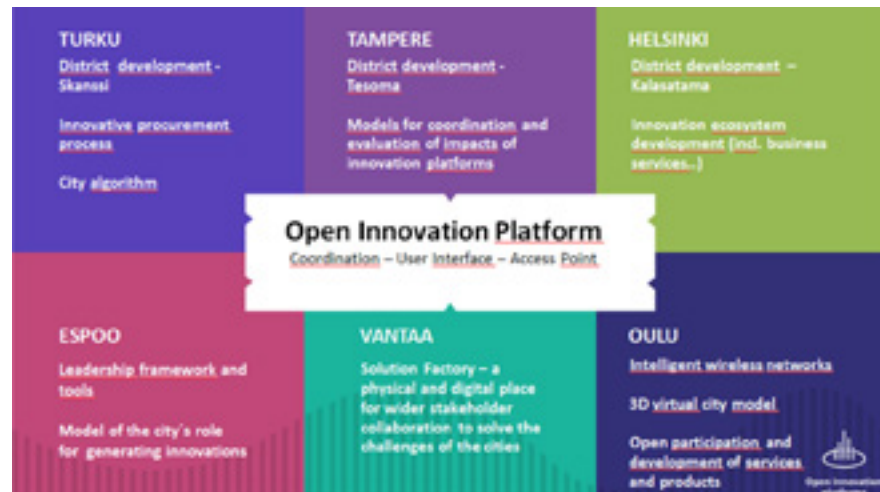 TURKU
District development -
Skanssi
Innovative procurement
process
City algorithm
TAMPERE
District development -
Tesoma
Models for coordination and
evaluation of impacts of
innovation platforms
HELSINKI
District development –
Kalasatama
Innovation ecosystem
development (incl. business
services..)
Open Innovation Platform
Coordination – User Interface – Access Point
ESPOO
Leadership framework and
tools
Model of the city´s role
for generating innovations
VANTAA
Solution Factory – a
physical and digital place
for wider stakeholder
collaboration to solve the
challenges of the cities
OULU
Intelligent wireless networks
3D virtual city model
Open participation and
development of services
and products
Open Innovation